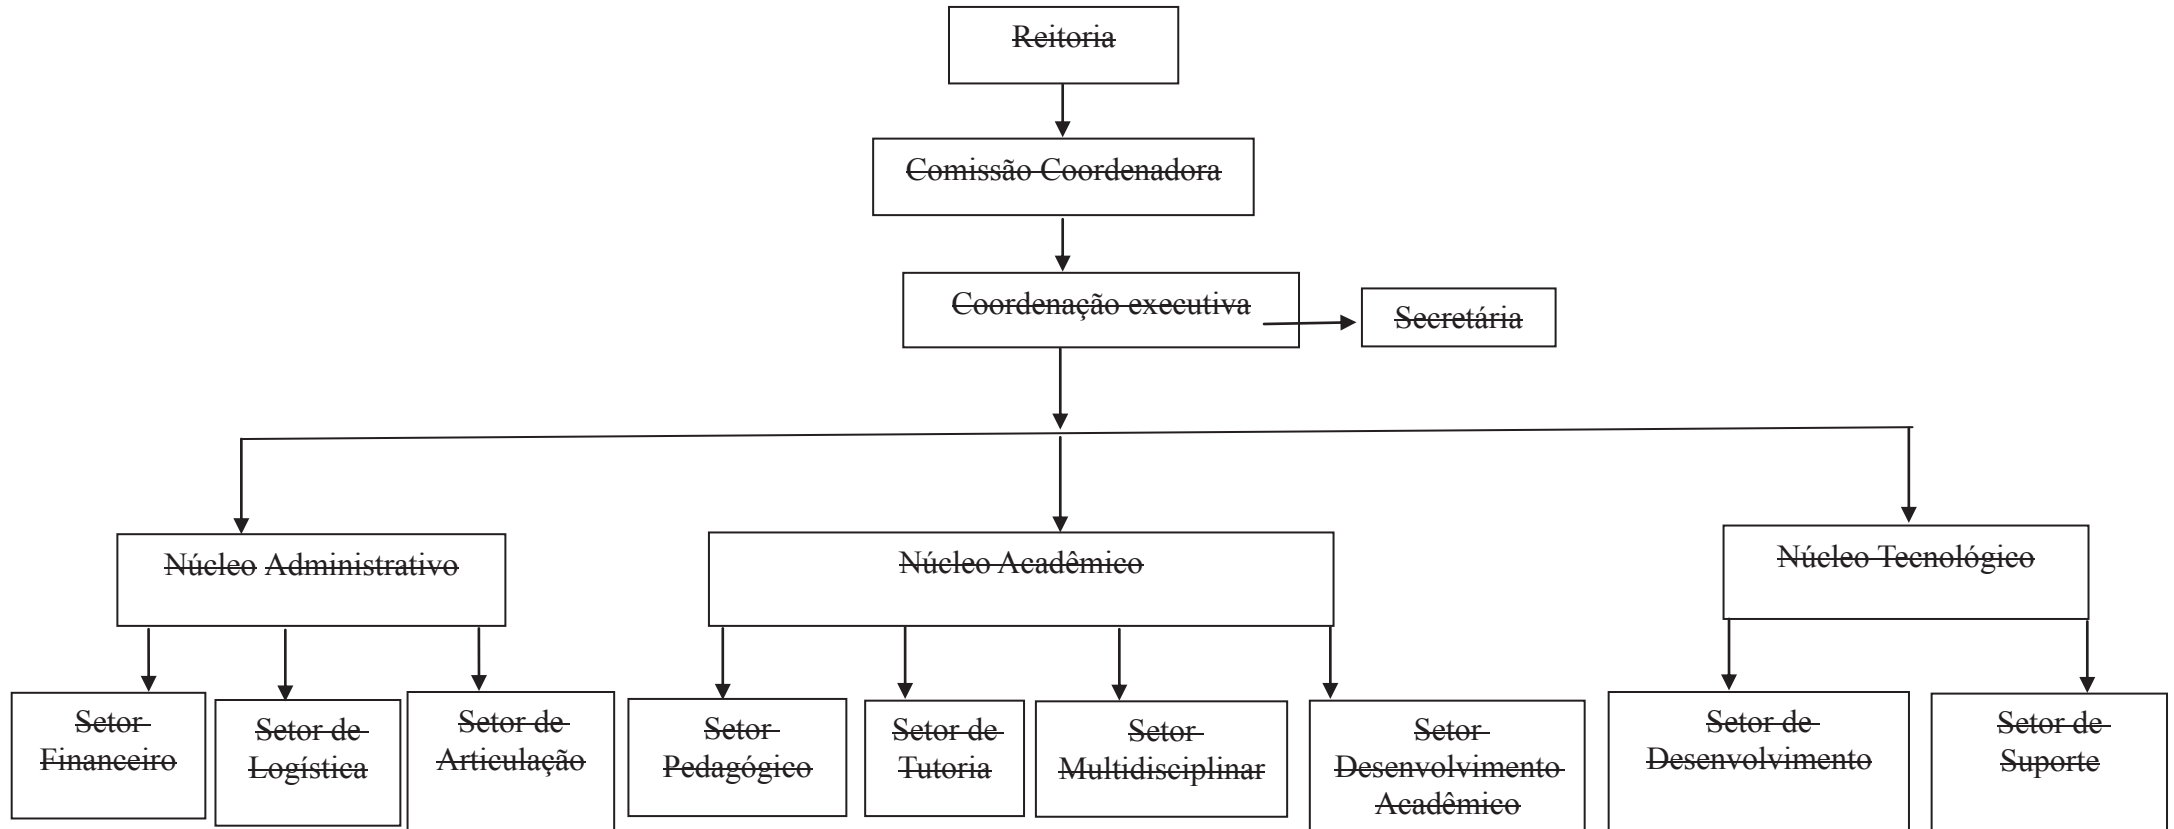 Reitoria
Comissão Coordenadora
Coordenação executiva
Secretária
Núcleo Administrativo
Núcleo Acadêmico
Núcleo Tecnológico
Setor
Financeiro
Setor de
Logística
Setor de
Articulação
Setor
Pedagógico
Setor de
Tutoria
Setor
Multidisciplinar
Setor
Desenvolvimento
Acadêmico
Setor de
Desenvolvimento
Setor de
Suporte